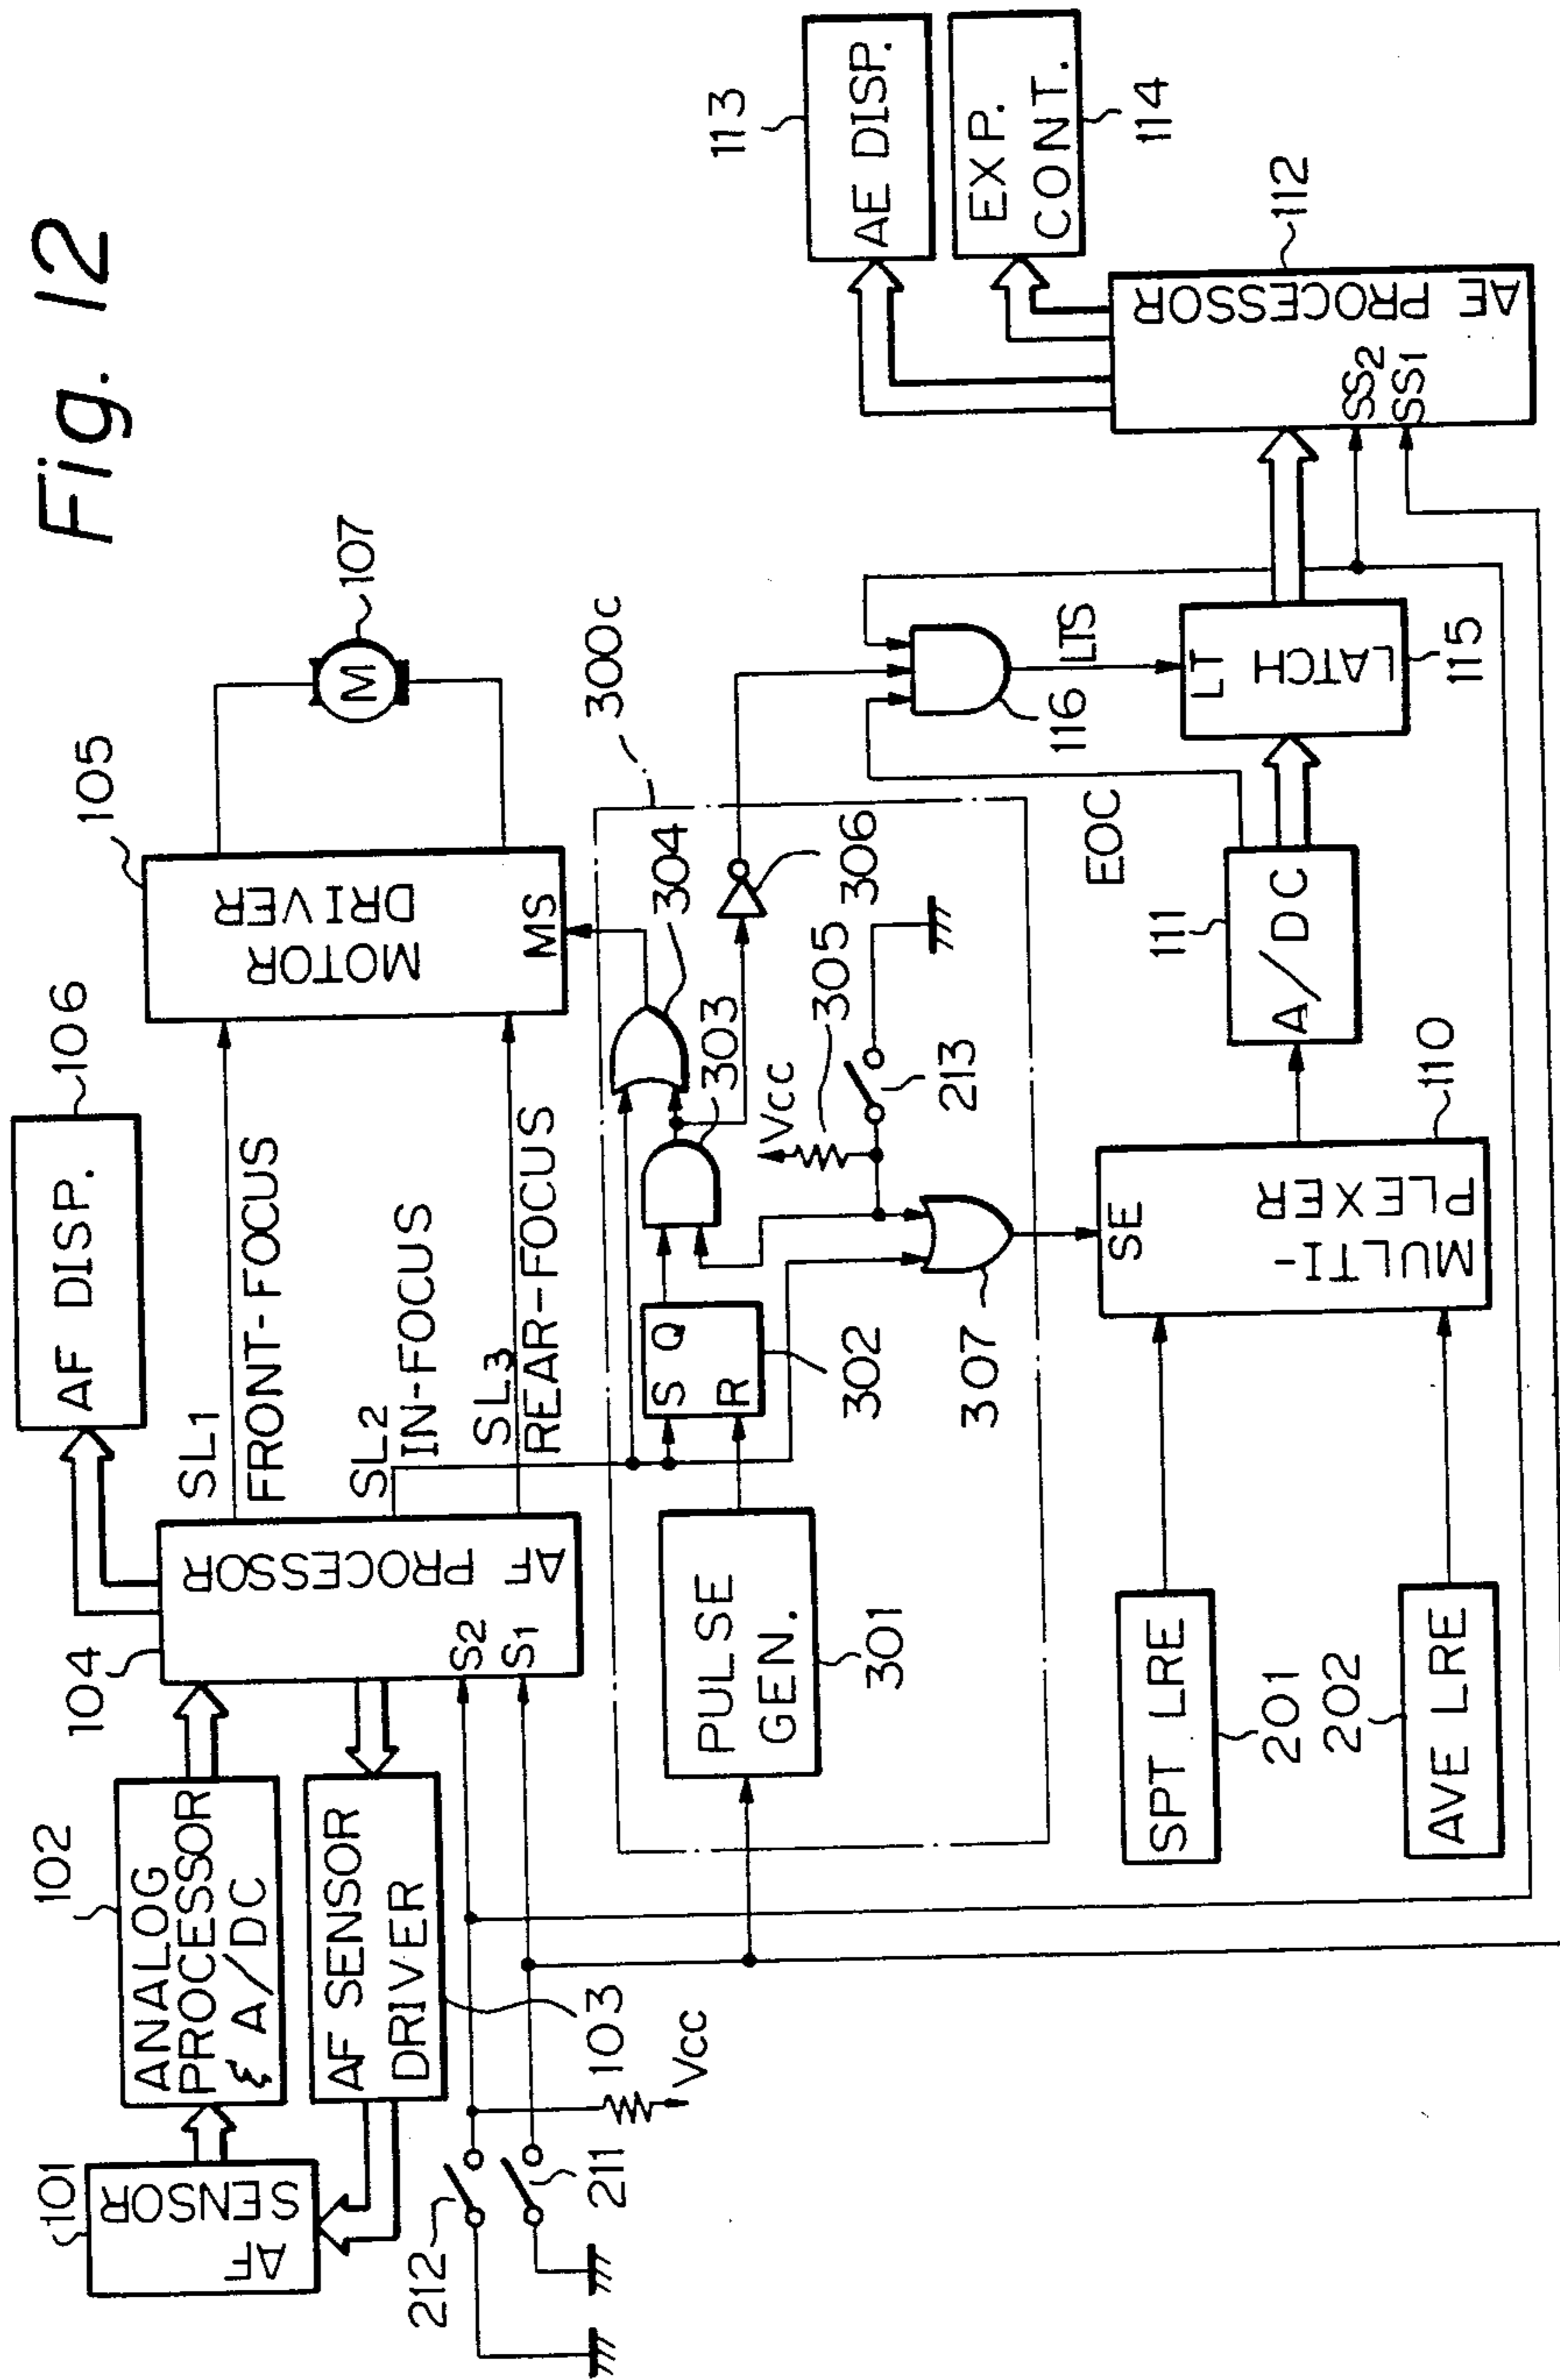 Fig. 12
101
AF
SENSOR
102
ANALOG
PROCESSOR
& A/DC
AF SENSOR
DRIVER
103
104
AF PROCESSOR
S2
S1
212
211
Vcc
AF DISP.
106
SL1
FRONT-FOCUS
SL2
IN-FOCUS
SL3
REAR-FOCUS
105
MOTOR
DRIVER
MS
M
107
300c
PULSE
GEN.
301
S Q
R
302
303
304
305
Vcc
306
213
307
SPT LRE
201
202
AVE LRE
SE
MULTI-
PLEXER
110
111
A/DC
EOC
116
LTS
LT
LATCH
115
SS2
SS1
AE PROCESSOR
112
113
AE DISP.
EXP.
CONT.
114